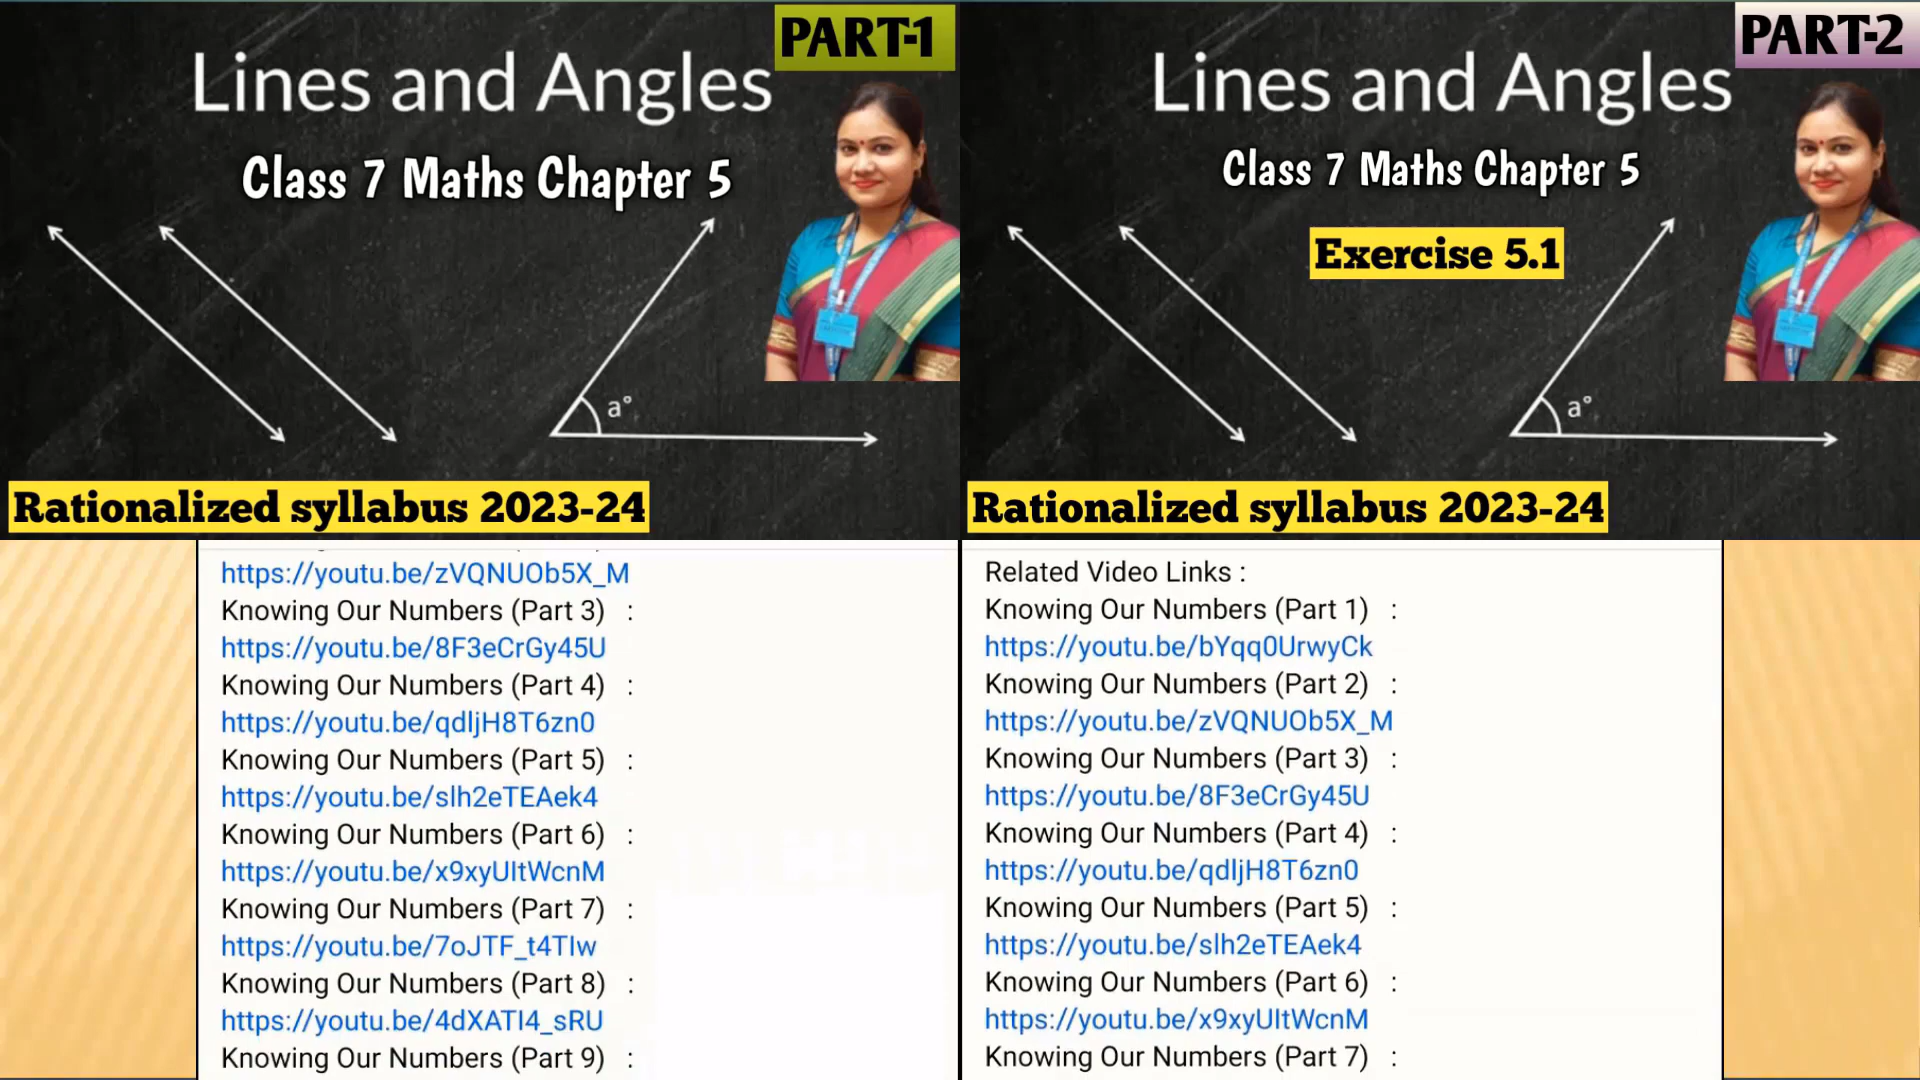 PART-1
Lines and Angles
Class 7 Maths Chapter 5
a°
Rationalized syllabus 2023-24
PART-2
Lines and Angles
Class 7 Maths Chapter 5
Exercise 5.1
a°
Rationalized syllabus 2023-24
https://youtu.be/zVQNUOb5X_M
Knowing Our Numbers (Part 3) :
https://youtu.be/8F3eCrGy45U
Knowing Our Numbers (Part 4) :
https://youtu.be/qdljH8T6zn0
Knowing Our Numbers (Part 5) :
https://youtu.be/slh2eTEAek4
Knowing Our Numbers (Part 6) :
https://youtu.be/x9xyUItWcnM
Knowing Our Numbers (Part 7) :
https://youtu.be/7oJTF_t4TIw
Knowing Our Numbers (Part 8) :
https://youtu.be/4dXATI4_sRU
Knowing Our Numbers (Part 9) :
Related Video Links :
Knowing Our Numbers (Part 1) :
https://youtu.be/bYqq0UrwyCk
Knowing Our Numbers (Part 2) :
https://youtu.be/zVQNUOb5X_M
Knowing Our Numbers (Part 3) :
https://youtu.be/8F3eCrGy45U
Knowing Our Numbers (Part 4) :
https://youtu.be/qdljH8T6zn0
Knowing Our Numbers (Part 5) :
https://youtu.be/slh2eTEAek4
Knowing Our Numbers (Part 6) :
https://youtu.be/x9xyUItWcnM
Knowing Our Numbers (Part 7) :